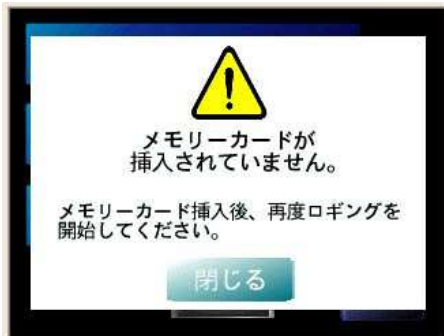 メモリーカードが
挿入されていません。
メモリーカード挿入後、再度ロギングを
開始してください。
閉じる